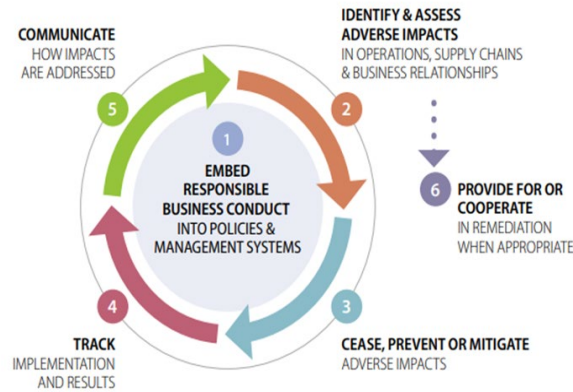 1
EMBED
RESPONSIBLE
BUSINESS CONDUCT
INTO POLICIES &
MANAGEMENT SYSTEMS
2
IDENTIFY & ASSESS
ADVERSE IMPACTS
IN OPERATIONS, SUPPLY CHAINS
& BUSINESS RELATIONSHIPS
3
CEASE, PREVENT OR MITIGATE
ADVERSE IMPACTS
4
TRACK
IMPLEMENTATION
AND RESULTS
5
COMMUNICATE
HOW IMPACTS
ARE ADDRESSED
6
PROVIDE FOR OR
COOPERATE
IN REMEDIATION
WHEN APPROPRIATE